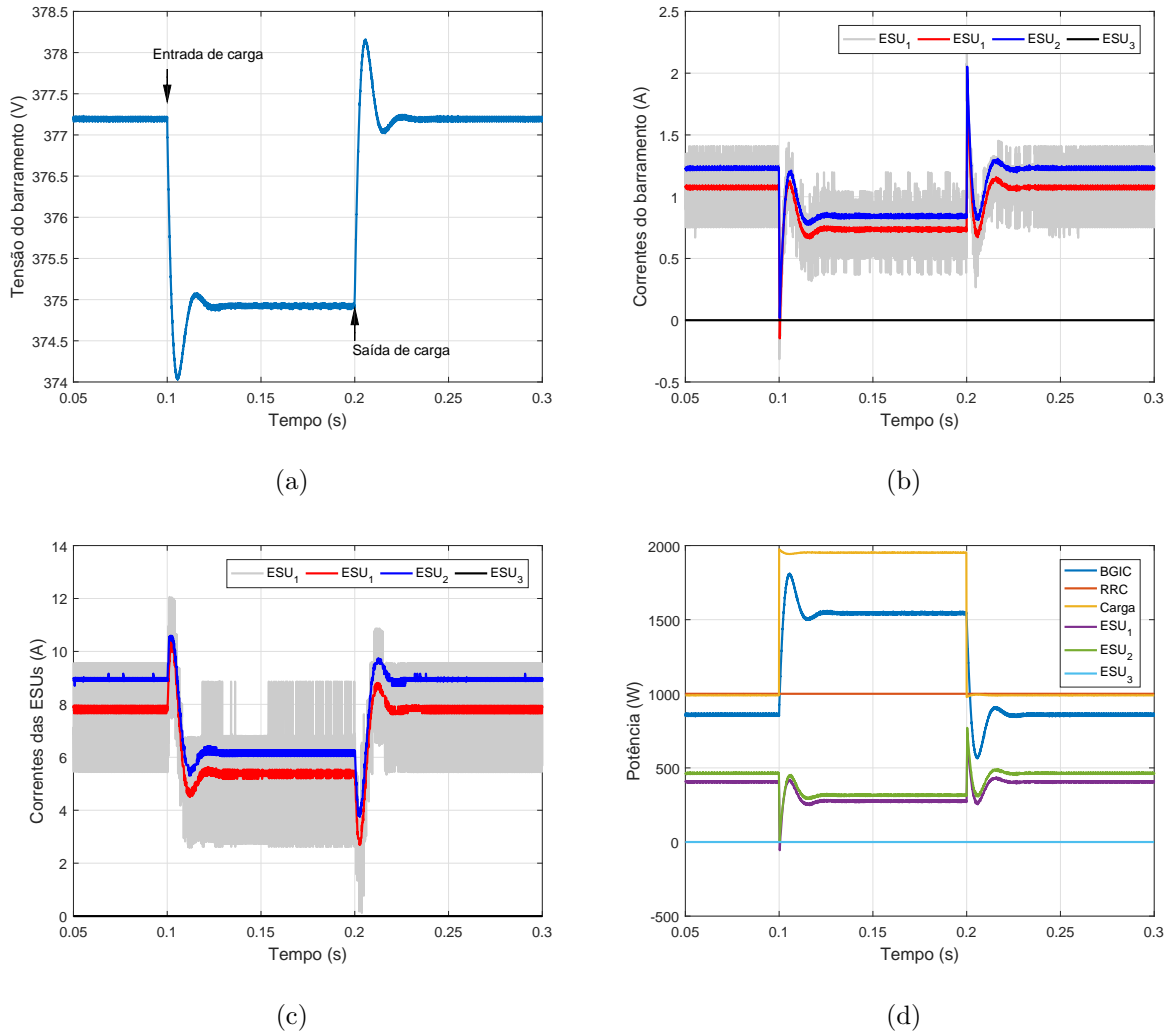 378.5
378
377.5
377
376.5
376
375.5
375
374.5
374
Tensão do barramento (V)
Entrada de carga
Saída de carga
0.05 0.1 0.15 0.2 0.25 0.3
Tempo (s)
(a)
2.5
2
1.5
1
0.5
0
-0.5
Correntes do barramento (A)
ESU1 ESU1 ESU2 ESU3
0.05 0.1 0.15 0.2 0.25 0.3
Tempo (s)
(b)
14
12
10
8
6
4
2
0
Correntes das ESUs (A)
ESU1 ESU1 ESU2 ESU3
0.05 0.1 0.15 0.2 0.25 0.3
Tempo (s)
(c)
2000
1500
1000
500
0
-500
Potência (W)
BGIC
RRC
Carga
ESU1
ESU2
ESU3
0.05 0.1 0.15 0.2 0.25 0.3
Tempo (s)
(d)